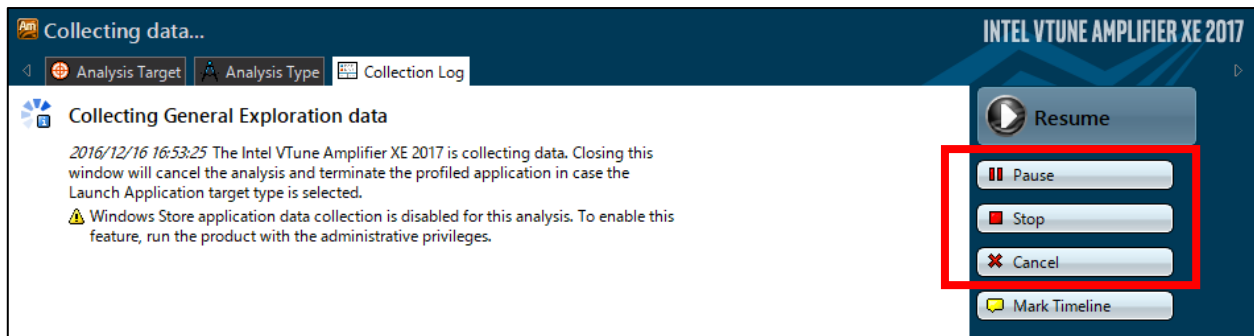 Collecting data...
INTEL VTUNE AMPLIFIER XE 2017
Analysis Target
Analysis Type
Collection Log
Collecting General Exploration data
2016/12/16 16:53:25 The Intel VTune Amplifier XE 2017 is collecting data. Closing this
window will cancel the analysis and terminate the profiled application in case the
Launch Application target type is selected.
Windows Store application data collection is disabled for this analysis. To enable this
feature, run the product with the administrative privileges.
Resume
Pause
Stop
Cancel
Mark Timeline